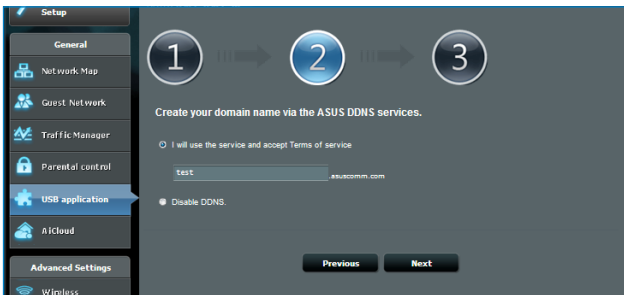 Setup
General
Network Map
Guest Network
Traffic Manager
Parental control
USB application
AiCloud
Advanced Settings
Wireless
1
2
3
Create your domain name via the ASUS DDNS services.
I will use the service and accept Terms of service
test .asuscomm.com
Disable DDNS.
Previous Next